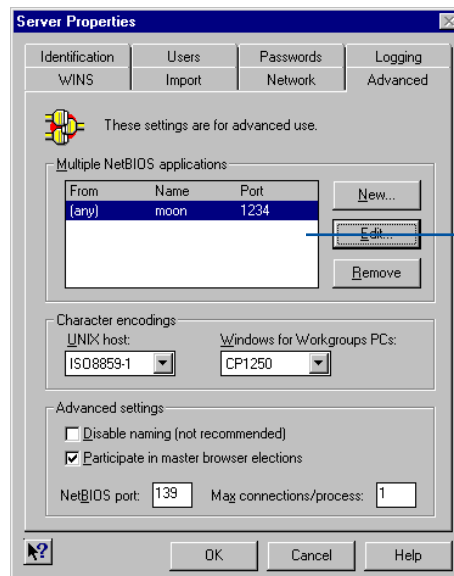 Server Properties
Identification Users Passwords Logging
WINS Import Network Advanced
These settings are for advanced use.
Multiple NetBIOS applications
From Name Port
(any) moon 1234
New...
Edit...
Remove
Character encodings
UNIX host: Windows for Workgroups PCs:
ISO8859-1 CP1250
Advanced settings
Disable naming (not recommended)
Participate in master browser elections
NetBIOS port: 139 Max connections/process: 1
OK Cancel Help